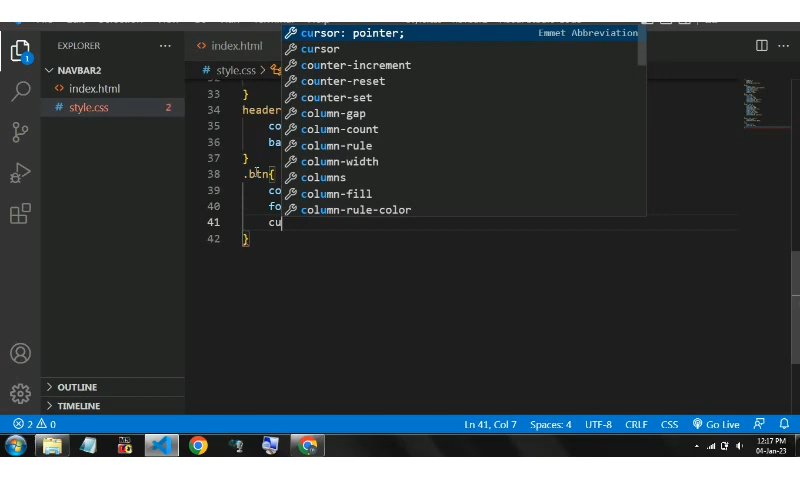 EXPLORER
index.html
NAVBAR2
index.html
style.css 2
style.css
33 }
34 header
35 co
36 ba
37 }
38 .btn{
39 co
40 fo
41 cu
42 }
cursor: pointer; Emmet Abbreviation
cursor
counter-increment
counter-reset
counter-set
column-gap
column-count
column-rule
column-width
columns
column-fill
column-rule-color
1
OUTLINE
TIMELINE
2 0
Ln 41, Col 7
Spaces: 4
UTF-8
CRLF
CSS
Go Live
12:17 PM
04-Jan-23